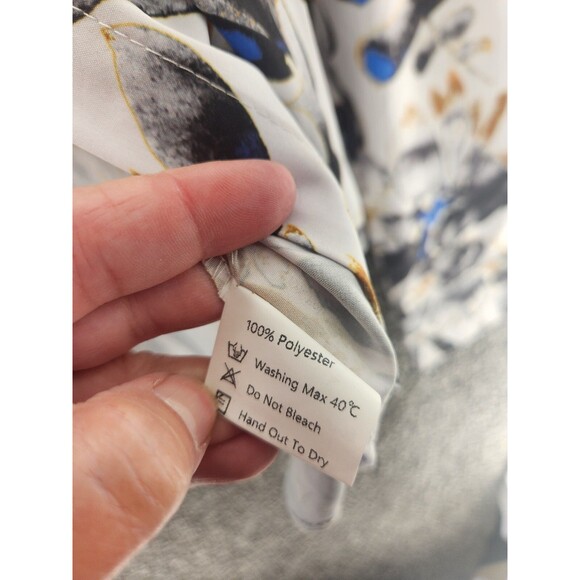 100% Polyester
Washing Max 40℃
Do Not Bleach
Hand Out To Dry